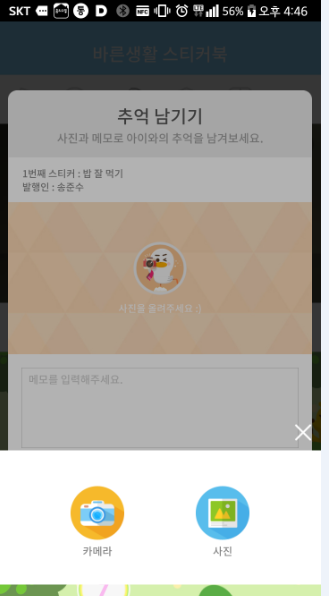 SKT 56% 오후 4:46
바른생활 스티커북
추억 남기기
사진과 메모로 아이와의 추억을 남겨보세요.
1번째 스티커 : 밥 잘 먹기
발행인 : 송준수
사진을 올려주세요 :)
메모를 입력해주세요.
카메라 사진